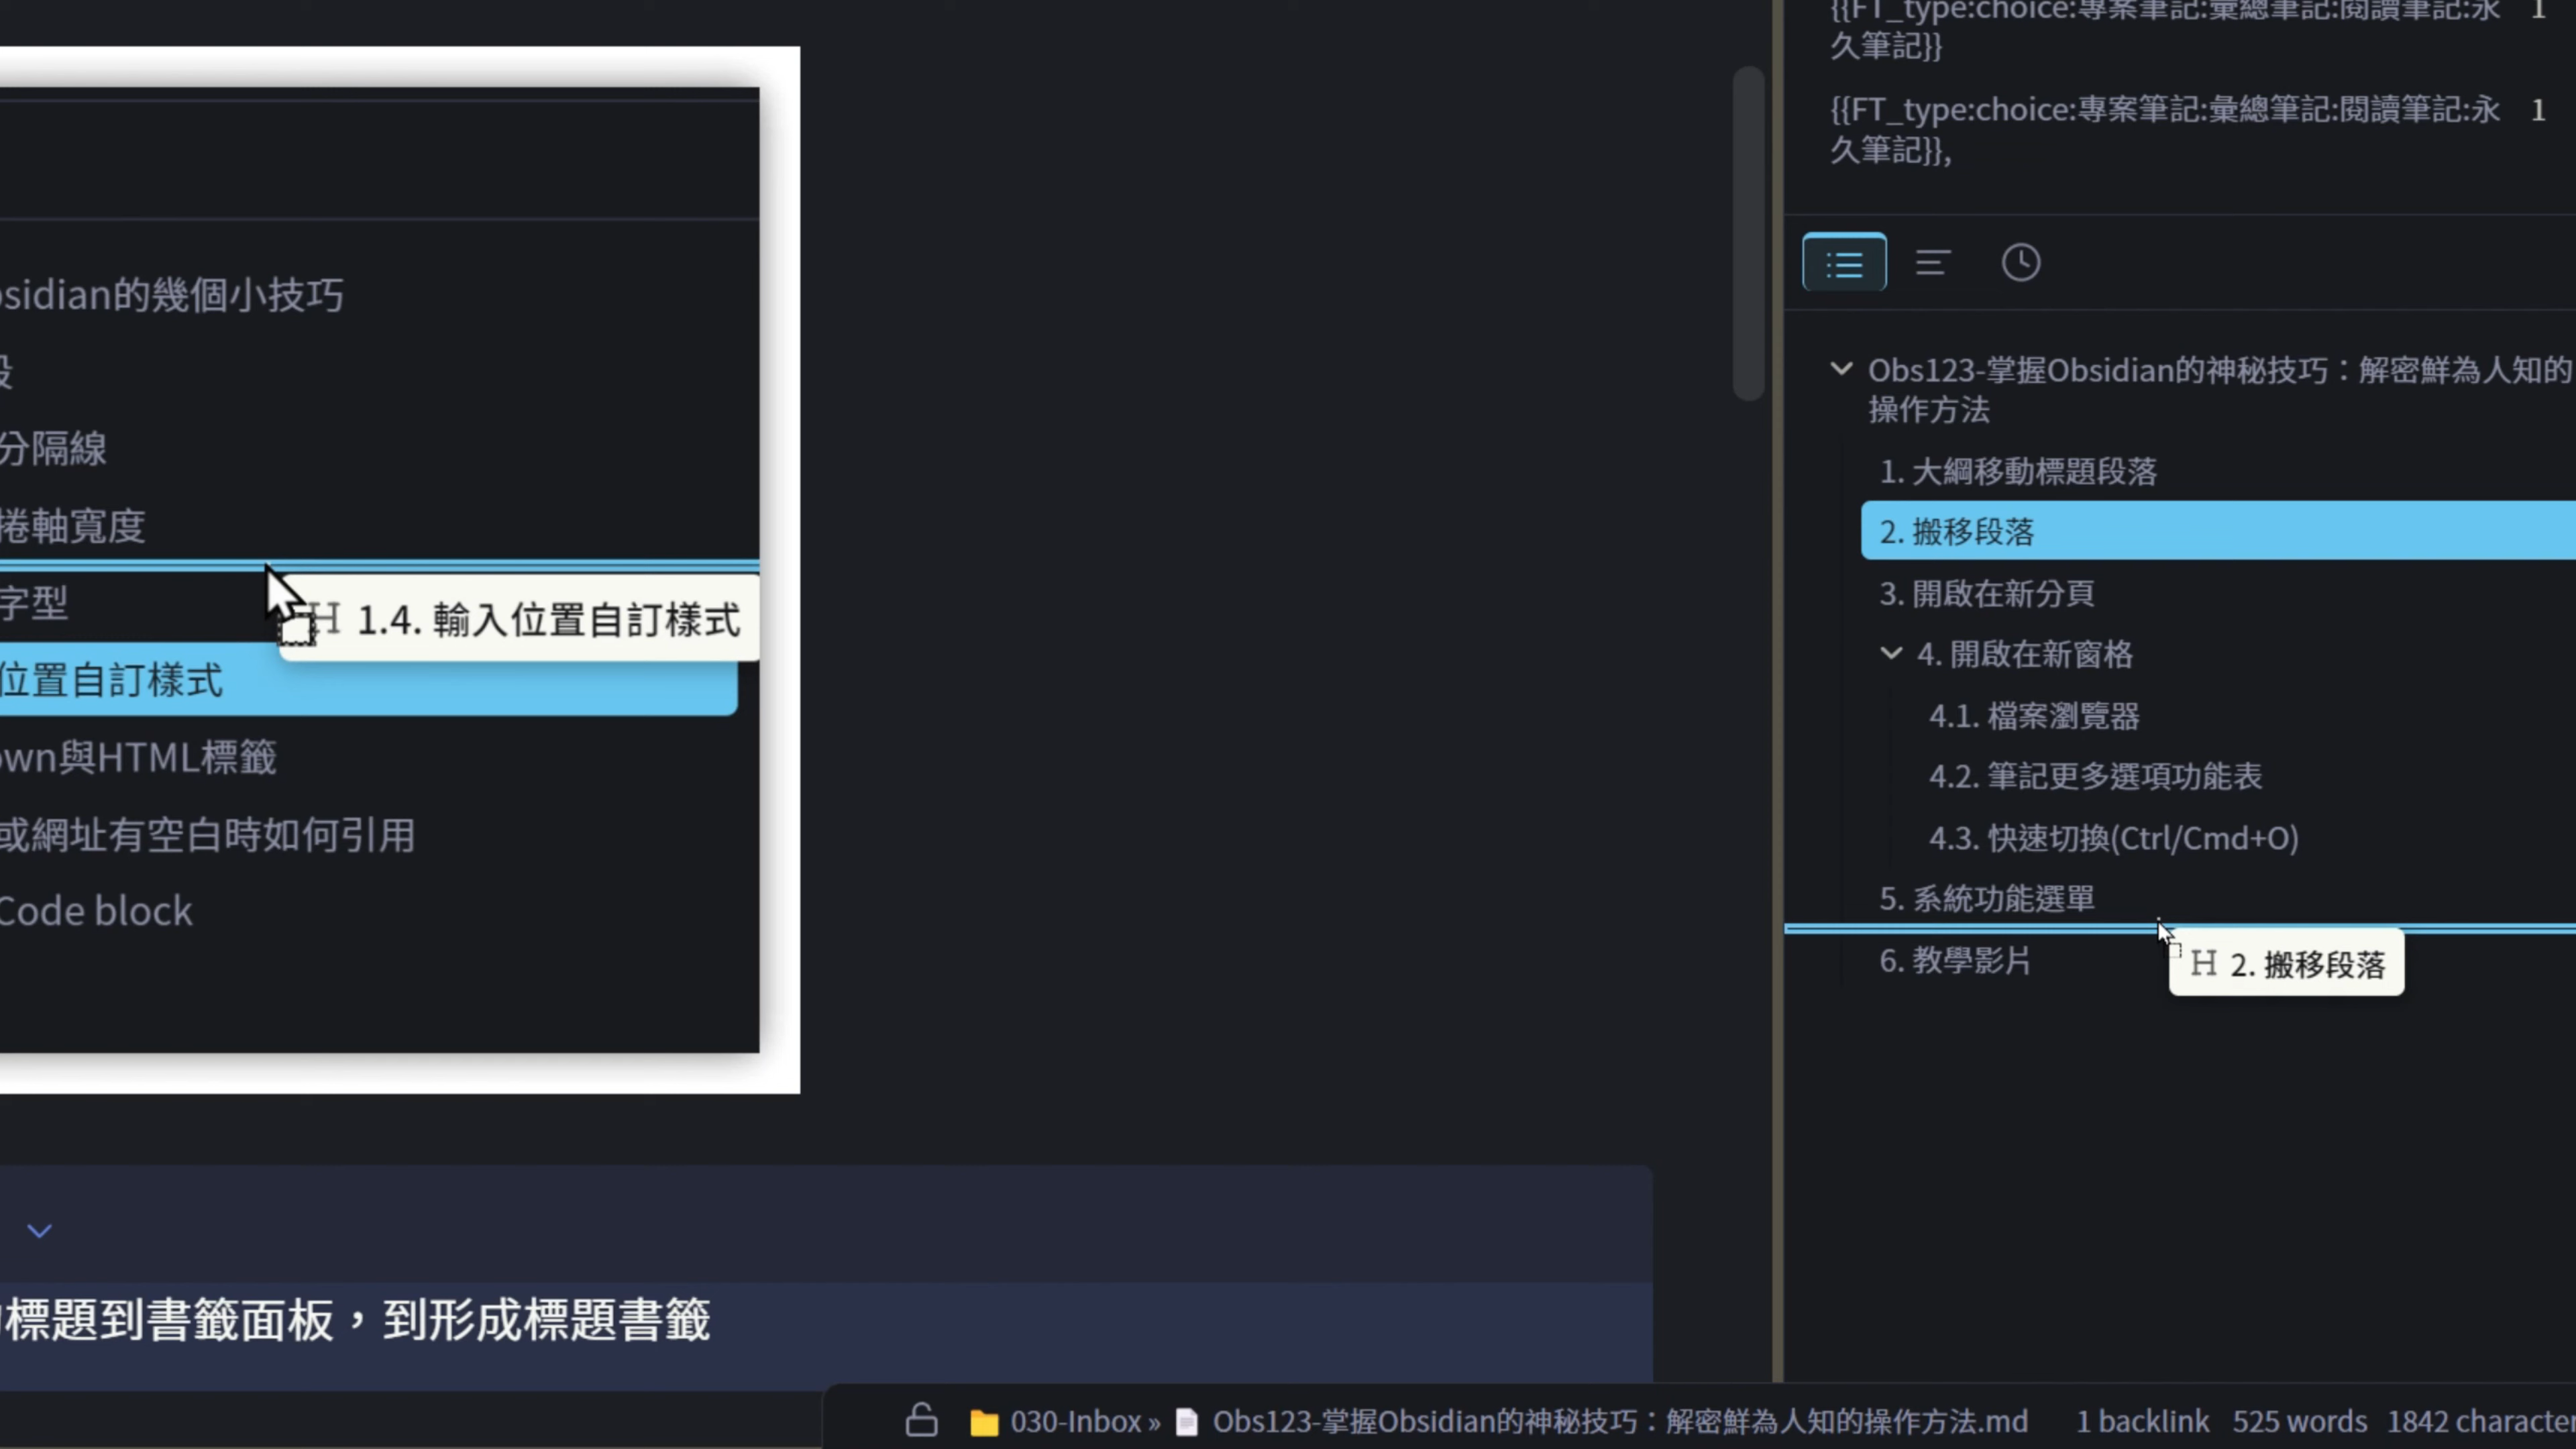 {{FT_type:choice:專案筆記:彙總筆記:閱讀筆記:永 1
久筆記}}
{{FT_type:choice:專案筆記:彙總筆記:閱讀筆記:永 1
久筆記}},
sidian的幾個小技巧
段
分隔線
捲軸寬度
字型
H 1.4. 輸入位置自訂樣式
位置自訂樣式
own與HTML標籤
或網址有空白時如何引用
Code block
標題到書籤面板，到形成標題書籤
Obs123-掌握Obsidian的神秘技巧：解密鮮為人知的
操作方法
1. 大綱移動標題段落
2. 搬移段落
3. 開啟在新分頁
4. 開啟在新窗格
4.1. 檔案瀏覽器
4.2. 筆記更多選項功能表
4.3. 快速切換(Ctrl/Cmd+O)
5. 系統功能選單
6. 教學影片
H 2. 搬移段落
030-Inbox » Obs123-掌握Obsidian的神秘技巧：解密鮮為人知的操作方法.md 1 backlink 525 words 1842 character